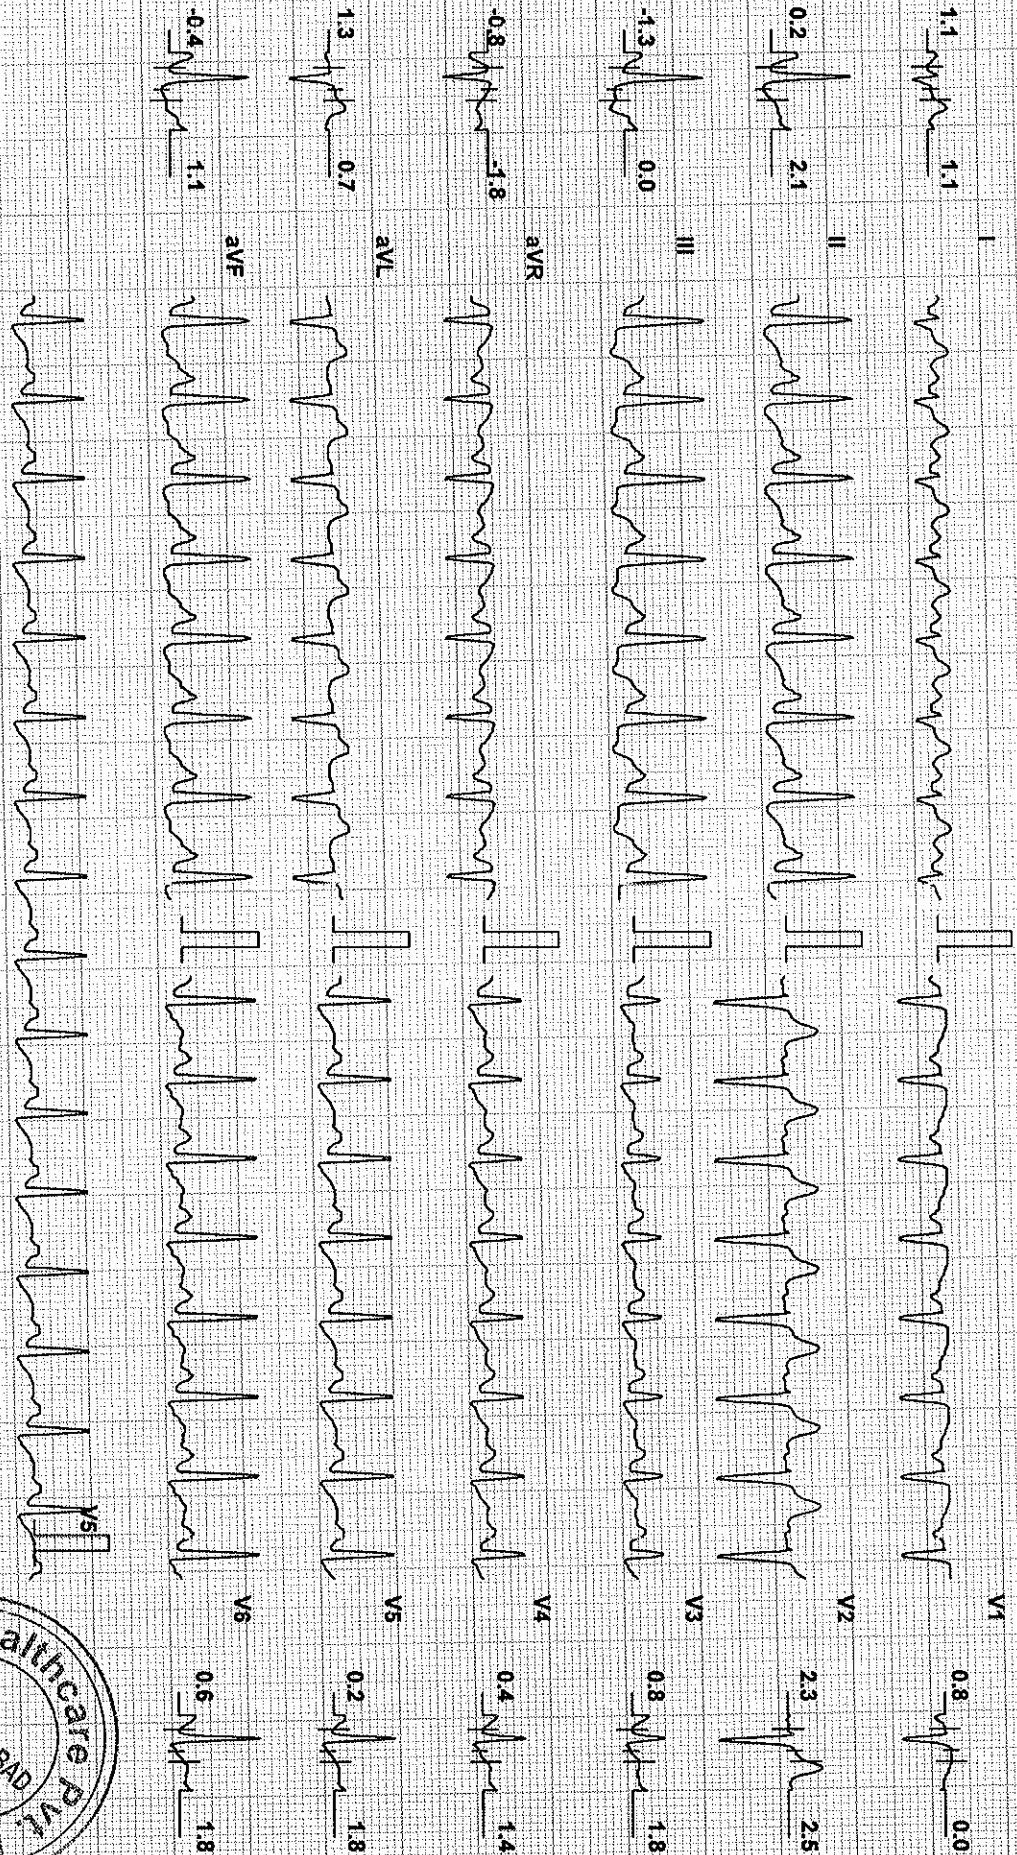 I
1.1 1.1
II
0.2 2.1
III
-1.3 0.0
aVR
-0.8 -1.8
aVL
1.3 0.7
aVF
-0.4 1.1
V1
0.8 0.0
V2
2.3 2.5
V3
0.8 1.8
V4
0.4 1.4
V5
0.2 1.8
V6
0.6 1.8
V5
althcare Pvt.